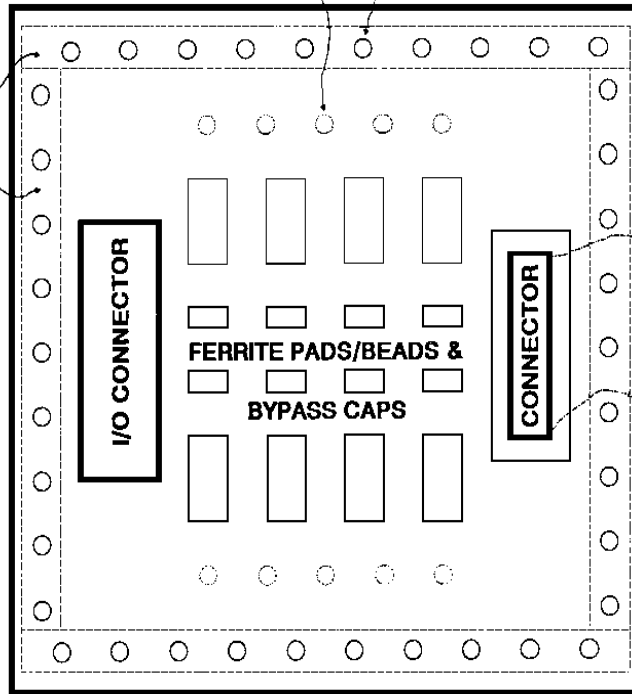 I/O CONNECTOR
FERRITE PADS/BEADS &
BYPASS CAPS
CONNECTOR